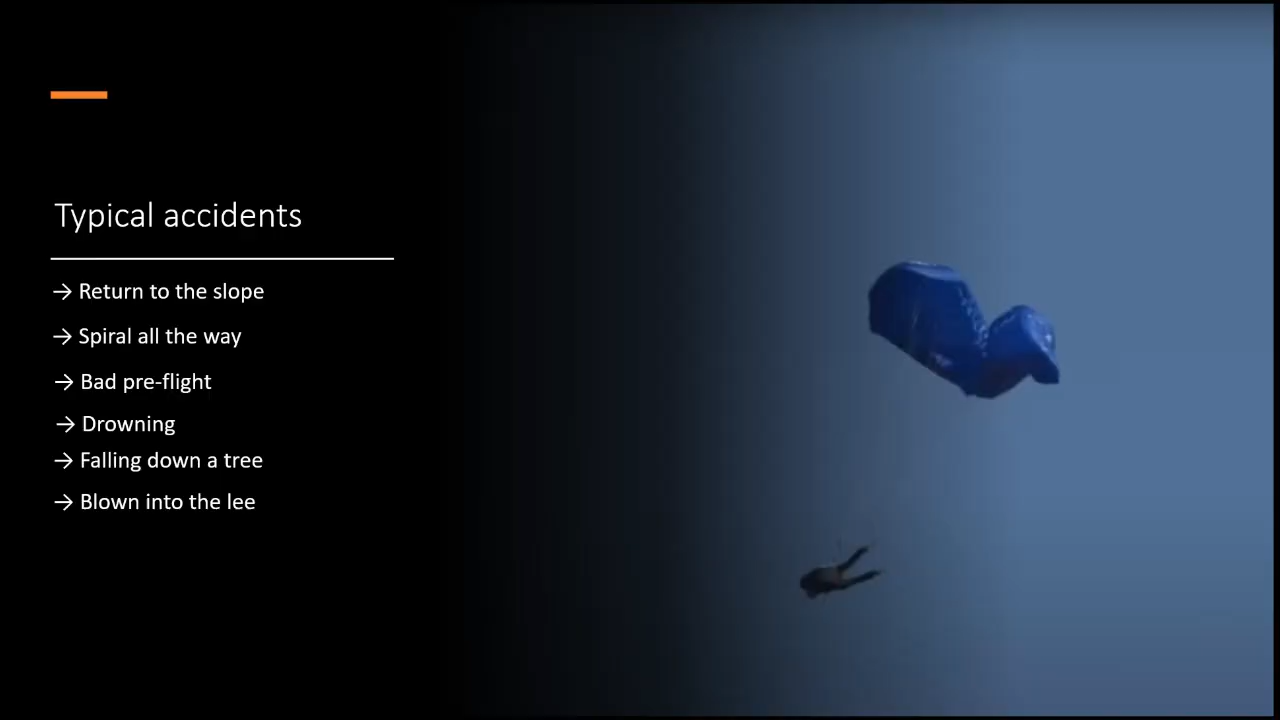 Typical accidents
→ Return to the slope
→ Spiral all the way
→ Bad pre-flight
→ Drowning
→ Falling down a tree
→ Blown into the lee